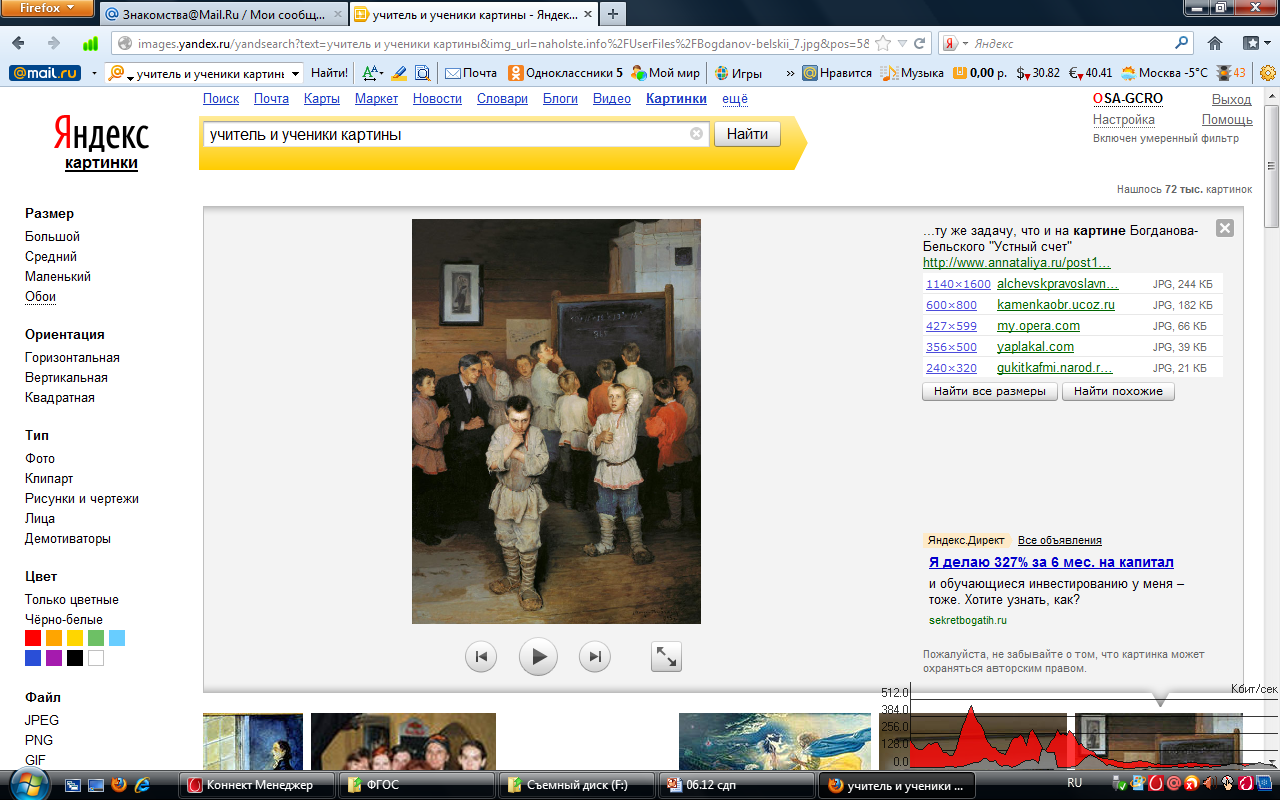 Firefox
Знакомства@Mail.Ru / Мои сообщ...
учитель и ученики картины - Яндек...
images.yandex.ru/yandsearch?text=учитель и ученики картины&img_url=naholste.info%2FUserFiles%2FBogdanov-belskii_7.jpg&pos=58
Яндекс
@mail.ru
учитель и ученики картин
Найти!
Почта
Одноклассники 5
Мой мир
Игры
»
Нравится
Музыка
0,00 р.
$ 30.82
€ 40.41
Москва -5°C
43
Поиск Почта Карты Маркет Новости Словари Блоги Видео Картинки ещё
OSA-GCRO
Выход
Настройка
Помощь
Включен умеренный фильтр
Яндекс
картинки
учитель и ученики картины
Найти
Нашлось 72 тыс. картинок
Размер
Большой
Средний
Маленький
Обои
Ориентация
Горизонтальная
Вертикальная
Квадратная
Тип
Фото
Клипарт
Рисунки и чертежи
Лица
Демотиваторы
Цвет
Только цветные
Чёрно-белые
Файл
JPEG
PNG
GIF
...ту же задачу, что и на картине Богданова-
Бельского "Устный счет"
http://www.annataliya.ru/post1...
1140×1600 alchevskpravoslavn... JPG, 244 КБ
600×800 kamenkaobr.ucoz.ru JPG, 182 КБ
427×599 my.opera.com JPG, 66 КБ
356×500 yaplakal.com JPG, 39 КБ
240×320 gukitkafmi.narod.r... JPG, 21 КБ
Найти все размеры
Найти похожие
Яндекс.Директ Все объявления
Я делаю 327% за 6 мес. на капитал
и обучающиеся инвестированию у меня –
тоже. Хотите узнать, как?
sekretbogatih.ru
Пожалуйста, не забывайте о том, что картинка может
охраняться авторским правом.
Кбит/сек
512.0
384.0
256.0
128.0
0.0
Коннект Менеджер
ФГОС
Съемный диск (F:)
06.12 сдп
учитель и ученики ...
RU